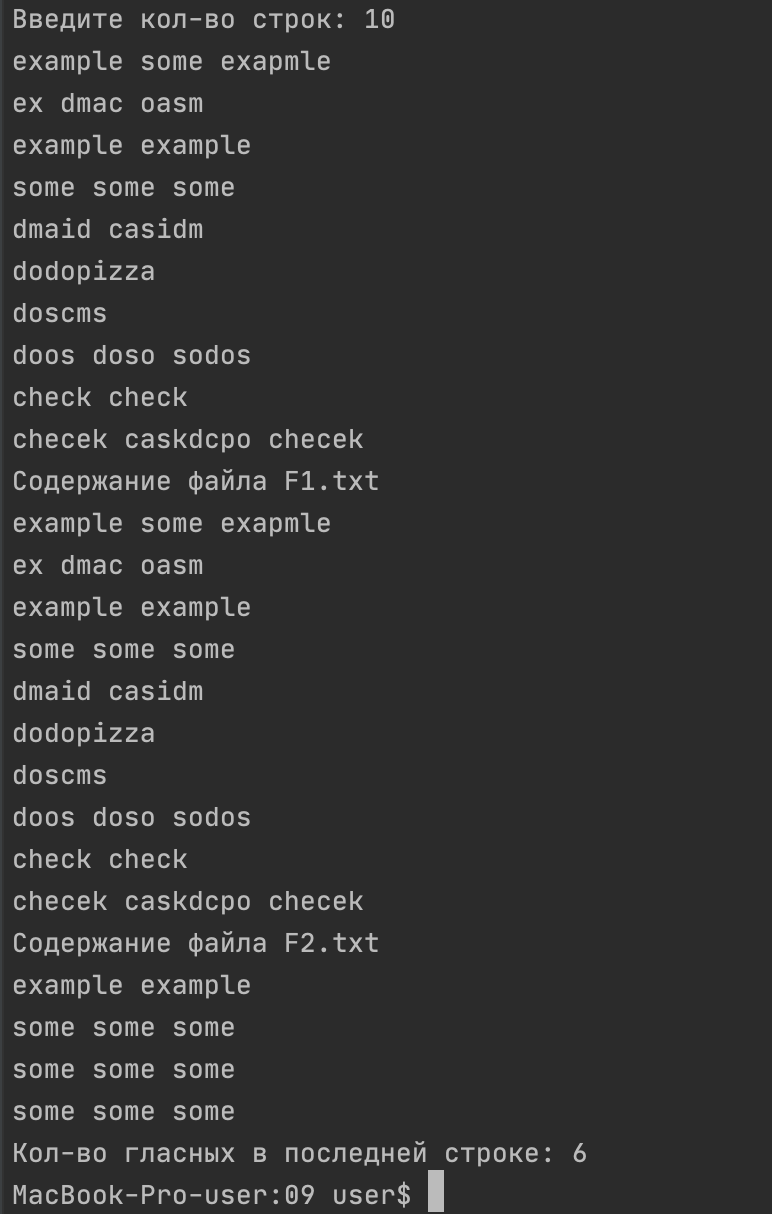 Введите кол-во строк: 10
example some exapmle
ex dmac oasm
example example
some some some
dmaid casidm
dodopizza
doscms
doos doso sodos
check check
checek caskdcpo checek
Содержание файла F1.txt
example some exapmle
ex dmac oasm
example example
some some some
dmaid casidm
dodopizza
doscms
doos doso sodos
check check
checek caskdcpo checek
Содержание файла F2.txt
example example
some some some
some some some
some some some
Кол-во гласных в последней строке: 6
MacBook-Pro-user:09 user$